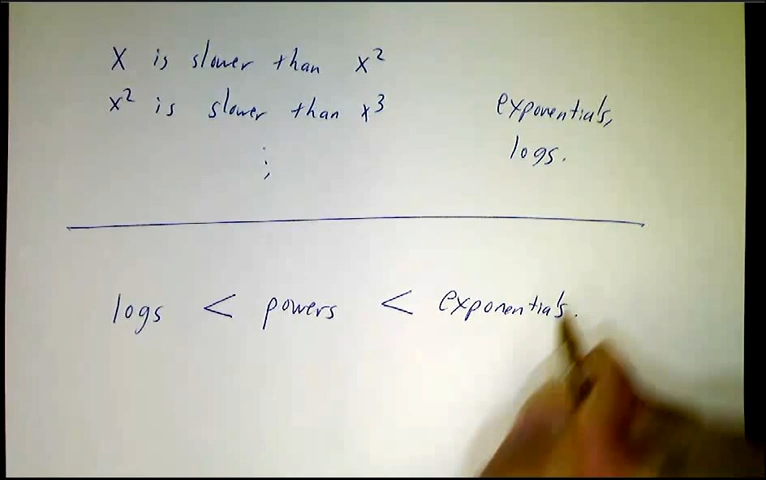 x is slower than x²
x² is slower than x³
exponentials,
logs.
⋮
logs < powers < exponentials.